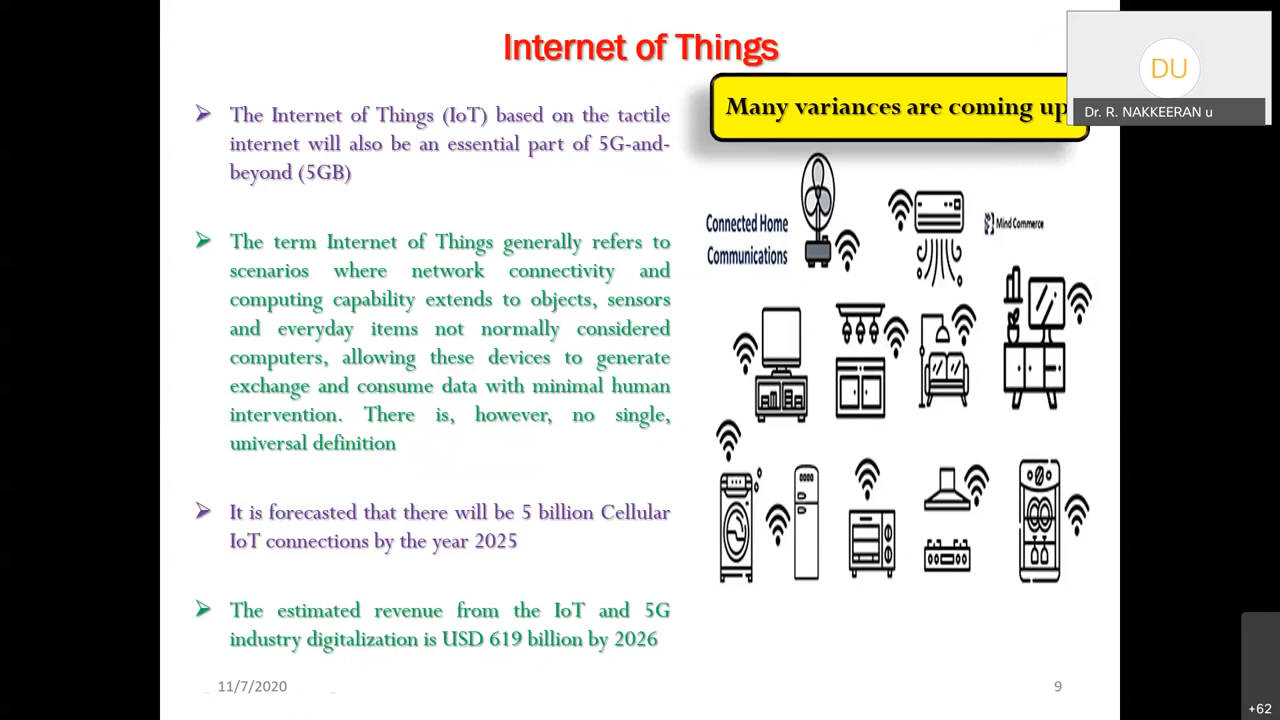 Internet of Things
Many variances are coming up
DU
Dr. R. NAKKEERAN u
The Internet of Things (IoT) based on the tactile
internet will also be an essential part of 5G-and-
beyond (5GB)
The term Internet of Things generally refers to
scenarios where network connectivity and
computing capability extends to objects, sensors
and everyday items not normally considered
computers, allowing these devices to generate
exchange and consume data with minimal human
intervention. There is, however, no single,
universal definition
It is forecasted that there will be 5 billion Cellular
IoT connections by the year 2025
The estimated revenue from the IoT and 5G
industry digitalization is USD 619 billion by 2026
Connected Home
Communications
Mind Commerce
11/7/2020
9
+62